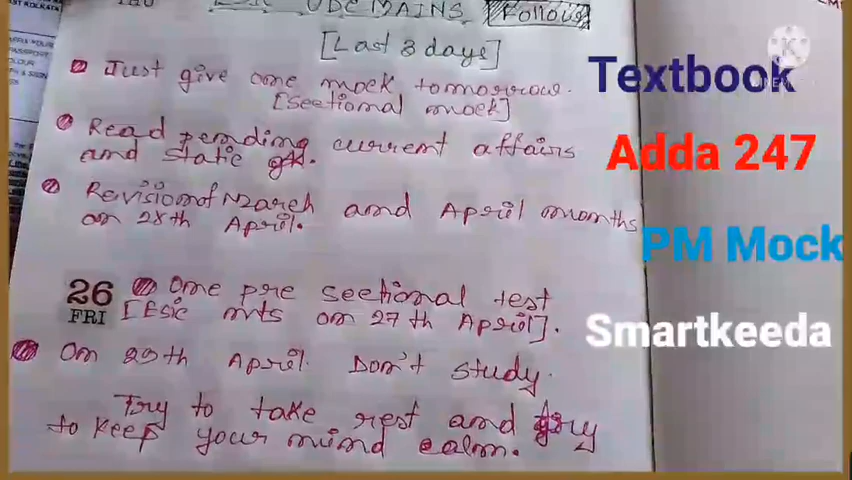 ESIC UDC MAINS [Follow]
[Last 3 days]
Just give one mock tomorrow.
[Sectional mock]
Read pending current affairs
and static gk.
Revision of March and April months
on 28th April.
26
FRI
One pre sectional test
[Esic mts on 27th April].
On 29th April Don't study.
Try to take rest and try
to keep your mind calm.
Textbook
Adda 247
PM Mock
Smartkeeda